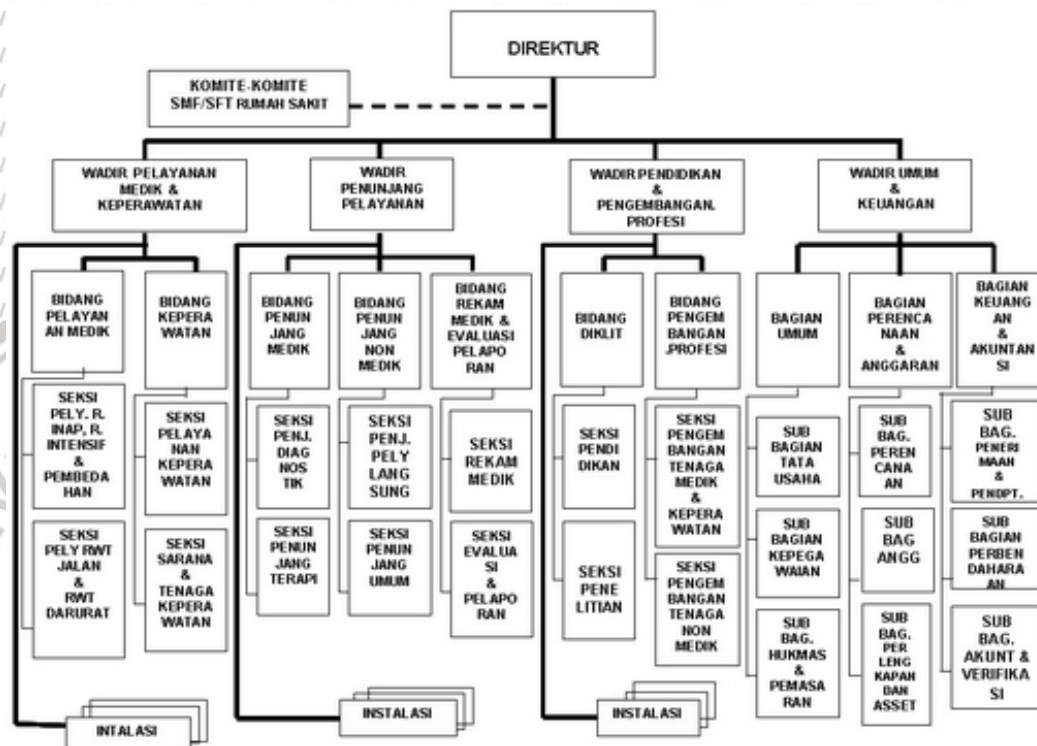 DIREKTUR
KOMITE-KOMITE
SMF/SFT RUMAH SAKIT
WADIR PELAYANAN
MEDIK &
KEPERAWATAN
WADIR
PENUNJANG
PELAYANAN
WADIR PENDIDIKAN
&
PENGEMBANGAN.
PROFESI
WADIR UMUM
&
KEUANGAN
BIDANG
PELAYAN
AN MEDIK
BIDANG
KEPERA
WATAN
BIDANG
PENUN
JANG
MEDIK
BIDANG
PENUN
JANG
NON
MEDIK
BIDANG
REKAM
MEDIK &
EVALUASI
PELAPO
RAN
BIDANG
DIKLIT
BIDANG
PENGEM
BANGAN
.PROFESI
BAGIAN
UMUM
BAGIAN
PERENCA
NAAN
&
ANGGARAN
BAGIAN
KEUANG
AN
&
AKUNTAN
SI
SEKSI
PELY. R.
INAP, R.
INTENSIF
&
PEMBEDA
HAN
SEKSI
PELAYA
NAN
KEPERA
WATAN
SEKSI
PENJ.
DIAG
NOS
TIK
SEKSI
PENJ.
PELY
LANG
SUNG
SEKSI
REKAM
MEDIK
SEKSI
PENDI
DIKAN
SEKSI
PENGEM
BANGAN
TENAGA
MEDIK
&
KEPERA
WATAN
SUB
BAGIAN
TATA
USAHA
SUB
BAG.
PEREN
CANA
AN
SUB
BAG.
PENERI
MAAN
&
PENDPT.
SEKSI
PELY RWT
JALAN
&
RWT
DARURAT
SEKSI
SARANA
&
TENAGA
KEPERA
WATAN
SEKSI
PENUN
JANG
TERAPI
SEKSI
PENUN
JANG
UMUM
SEKSI
EVALUA
SI
&
PELAPO
RAN
SEKSI
PENE
LITIAN
SEKSI
PENGEM
BANGAN
TENAGA
NON
MEDIK
SUB
BAGIAN
KEPEGA
WAIAN
SUB
BAG
ANGG
SUB
BAGIAN
PERBEN
DAHARA
AN
SUB
BAG.
HUKMAS
&
PEMASA
RAN
SUB
BAG.
PER
LENG
KAPAN
DAN
ASSET
SUB
BAG.
AKUNT &
VERIFIKA
SI
INTALASI
INSTALASI
INSTALASI